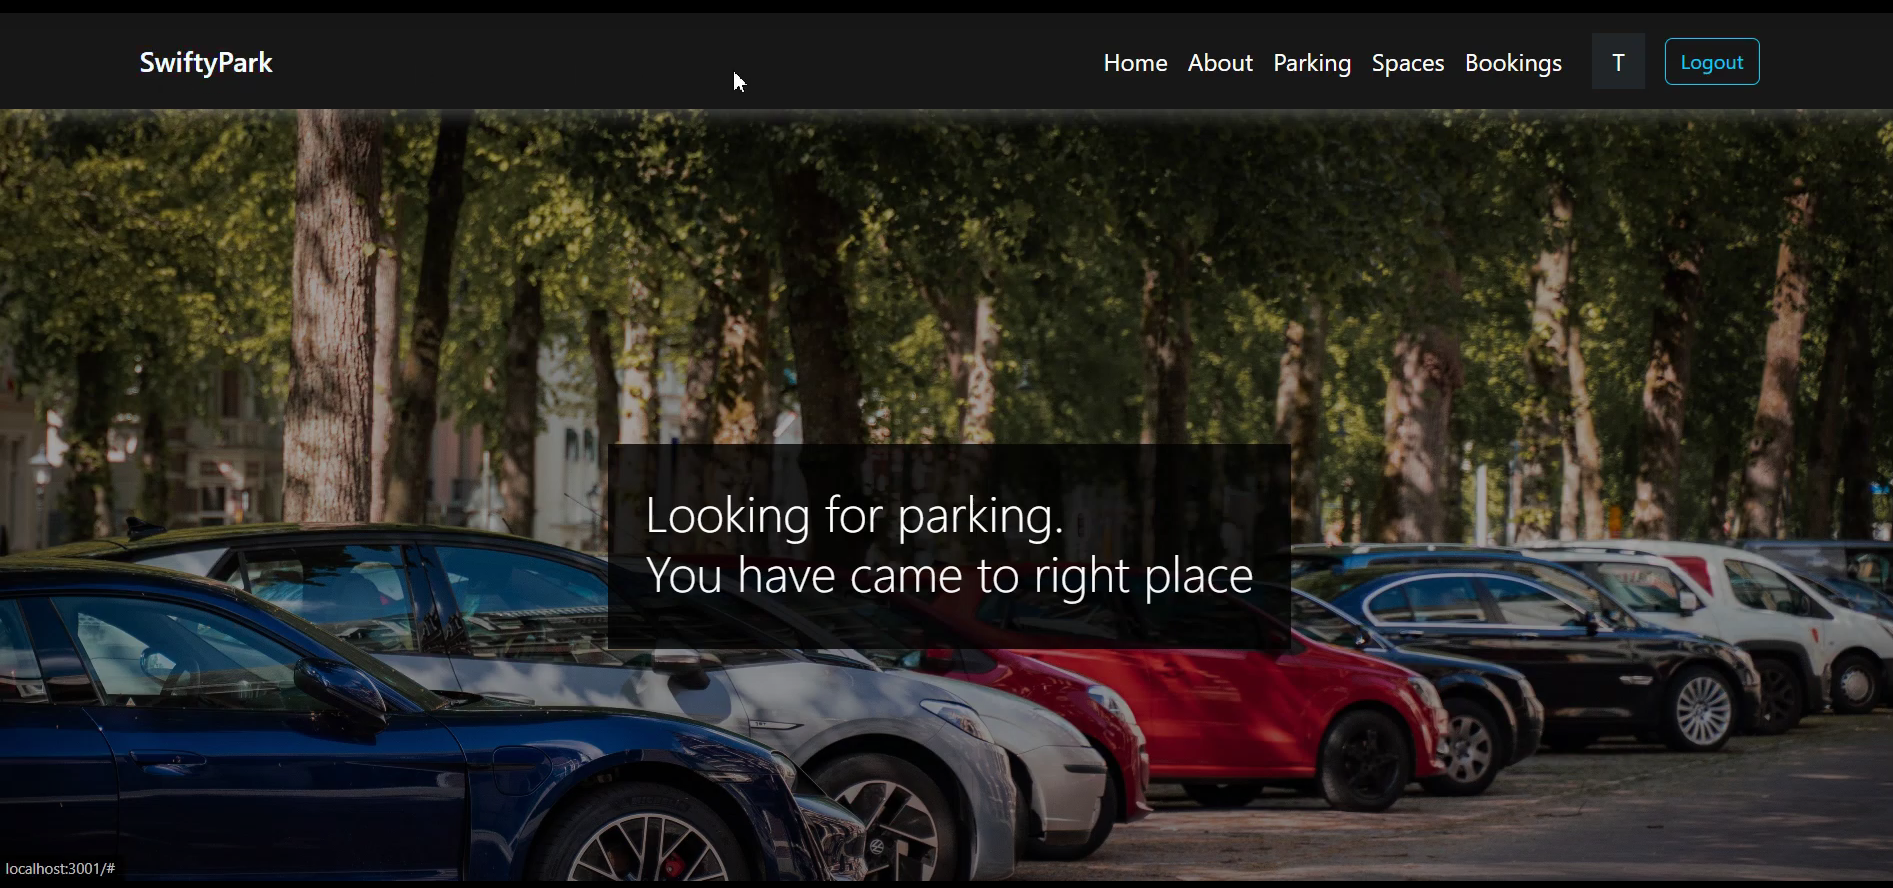 SwiftyPark
Home About Parking Spaces Bookings T Logout
Looking for parking.
You have came to right place
localhost:3001/#